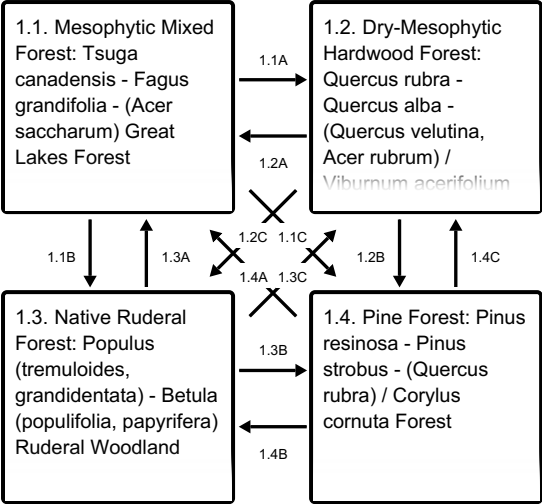 1.1. Mesophytic Mixed
Forest: Tsuga
canadensis - Fagus
grandifolia - (Acer
saccharum) Great
Lakes Forest
1.1A
1.2A
1.2. Dry-Mesophytic
Hardwood Forest:
Quercus rubra -
Quercus alba -
(Quercus velutina,
Acer rubrum) /
Viburnum acerifolium
1.1B
1.3A
1.2C
1.1C
1.4A
1.3C
1.2B
1.4C
1.3. Native Ruderal
Forest: Populus
(tremuloides,
grandidentata) - Betula
(populifolia, papyrifera)
Ruderal Woodland
1.3B
1.4B
1.4. Pine Forest: Pinus
resinosa - Pinus
strobus - (Quercus
rubra) / Corylus
cornuta Forest